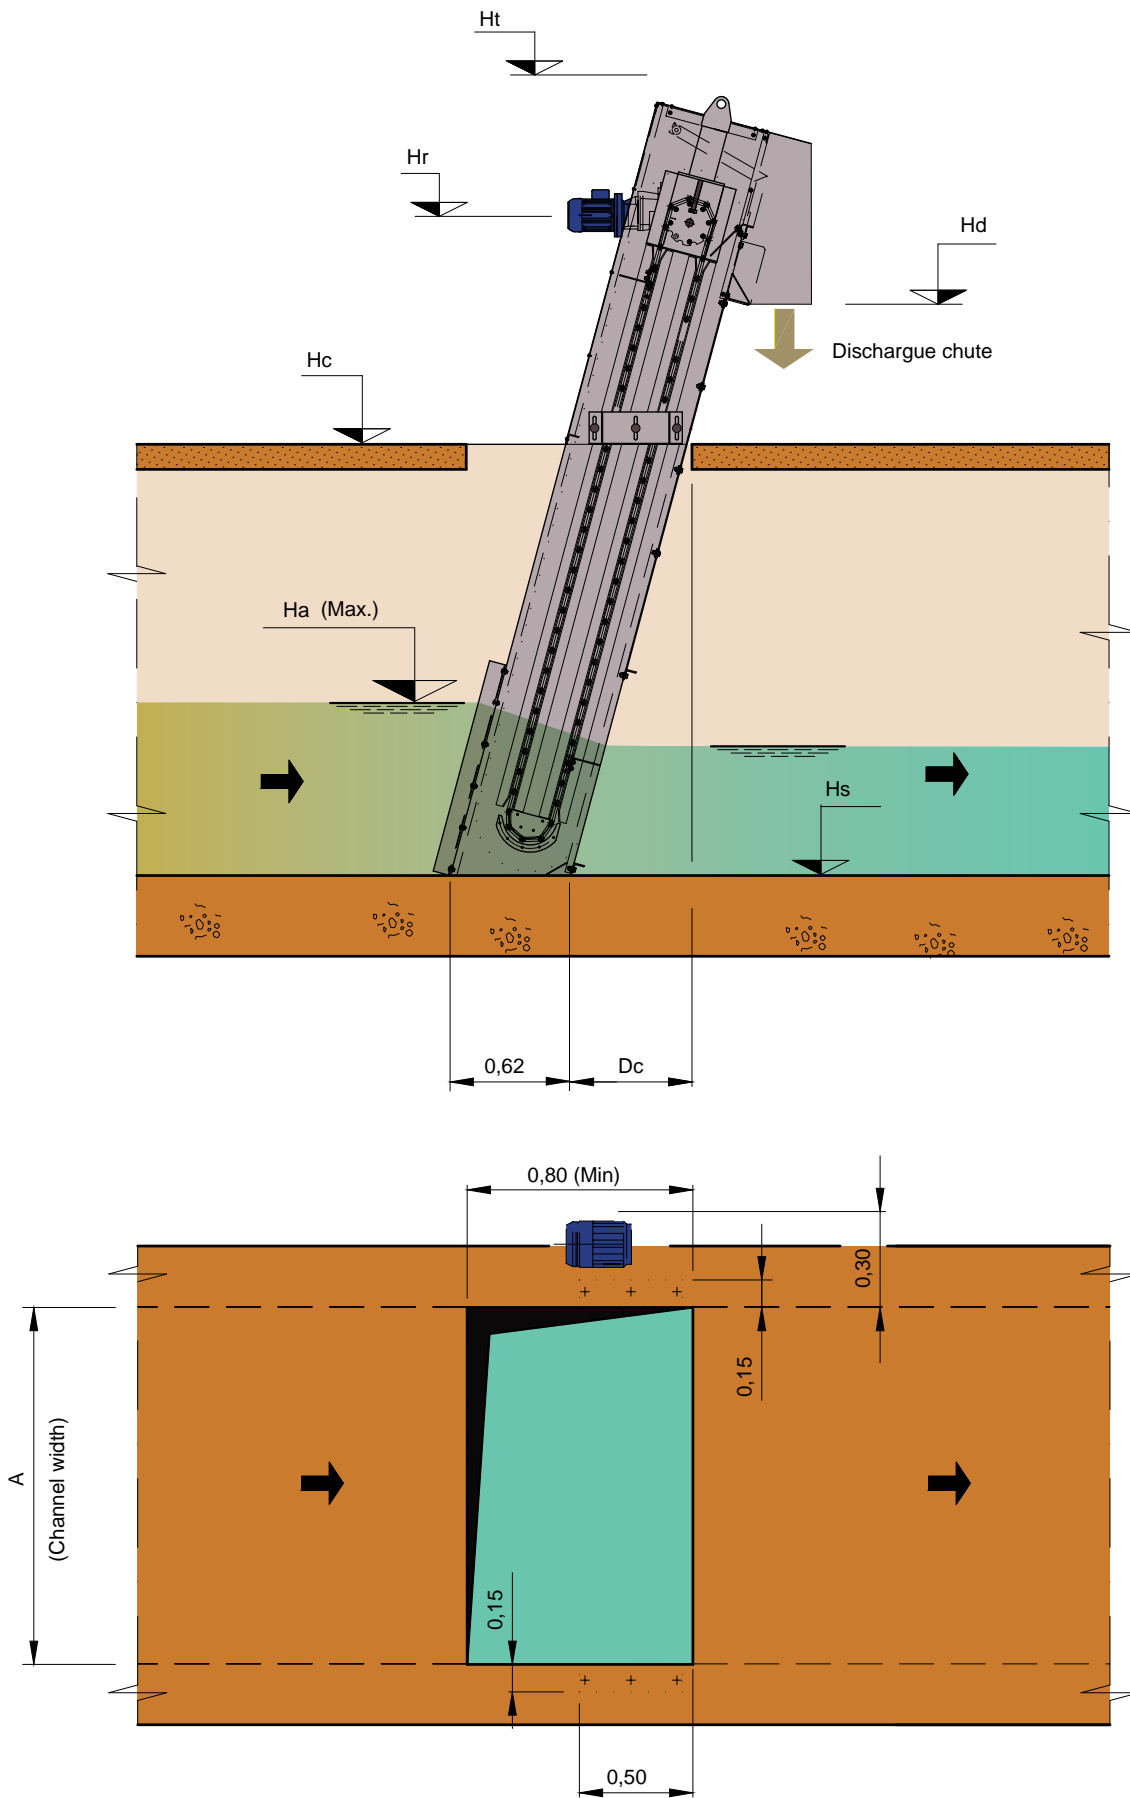 Ht
Hr
Hd
Dischargue chute
Hc
Ha (Max.)
Hs
0,62
Dc
0,80 (Min)
0,30
0,15
A
(Channel width)
0,15
0,50